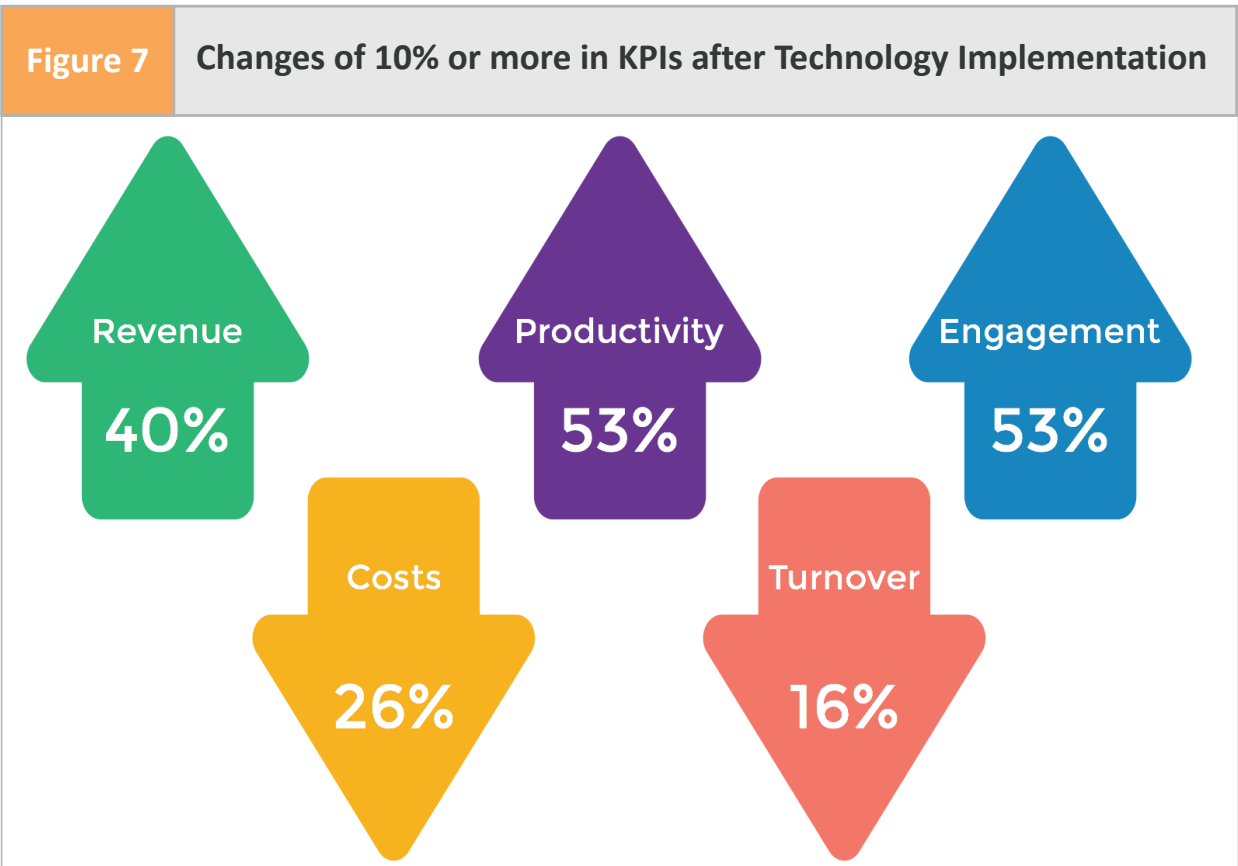 Figure 7
Changes of 10% or more in KPIs after Technology Implementation
Revenue
40%
Productivity
53%
Engagement
53%
Costs
26%
Turnover
16%